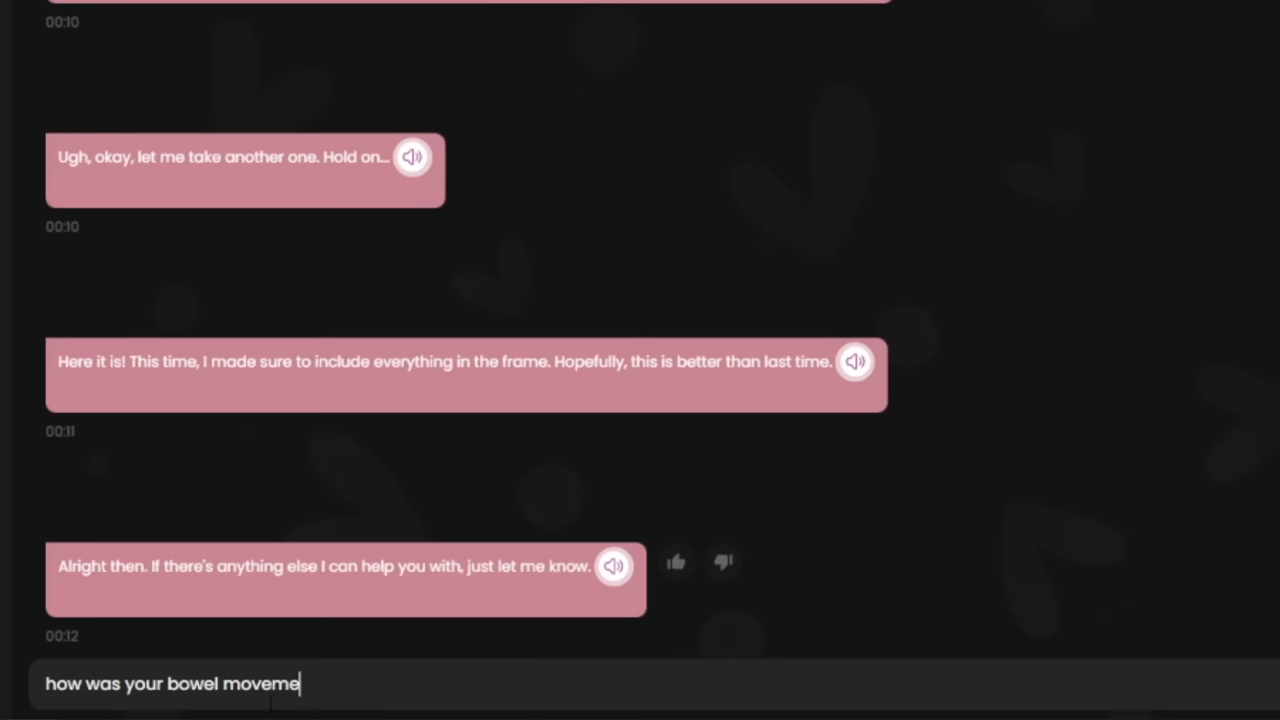 00:10
Ugh, okay, let me take another one. Hold on...
00:10
Here it is! This time, I made sure to include everything in the frame. Hopefully, this is better than last time.
00:11
Alright then. If there's anything else I can help you with, just let me know.
00:12
how was your bowel moveme